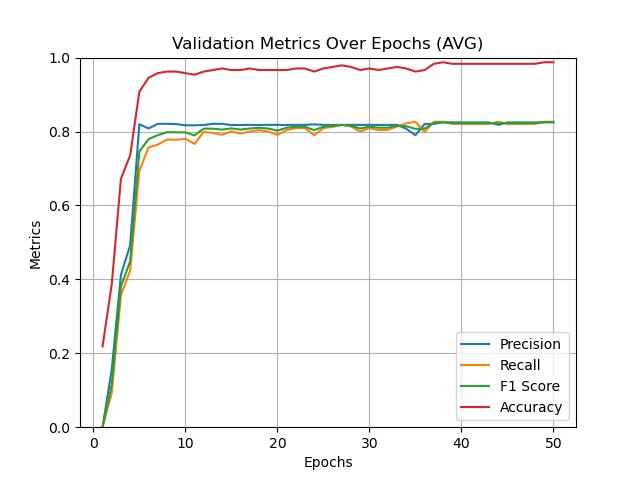 Validation Metrics Over Epochs (AVG)
1.0
0.8
0.6
0.4
0.2
0.0
Metrics
0 10 20 30 40 50
Epochs
Precision
Recall
F1 Score
Accuracy